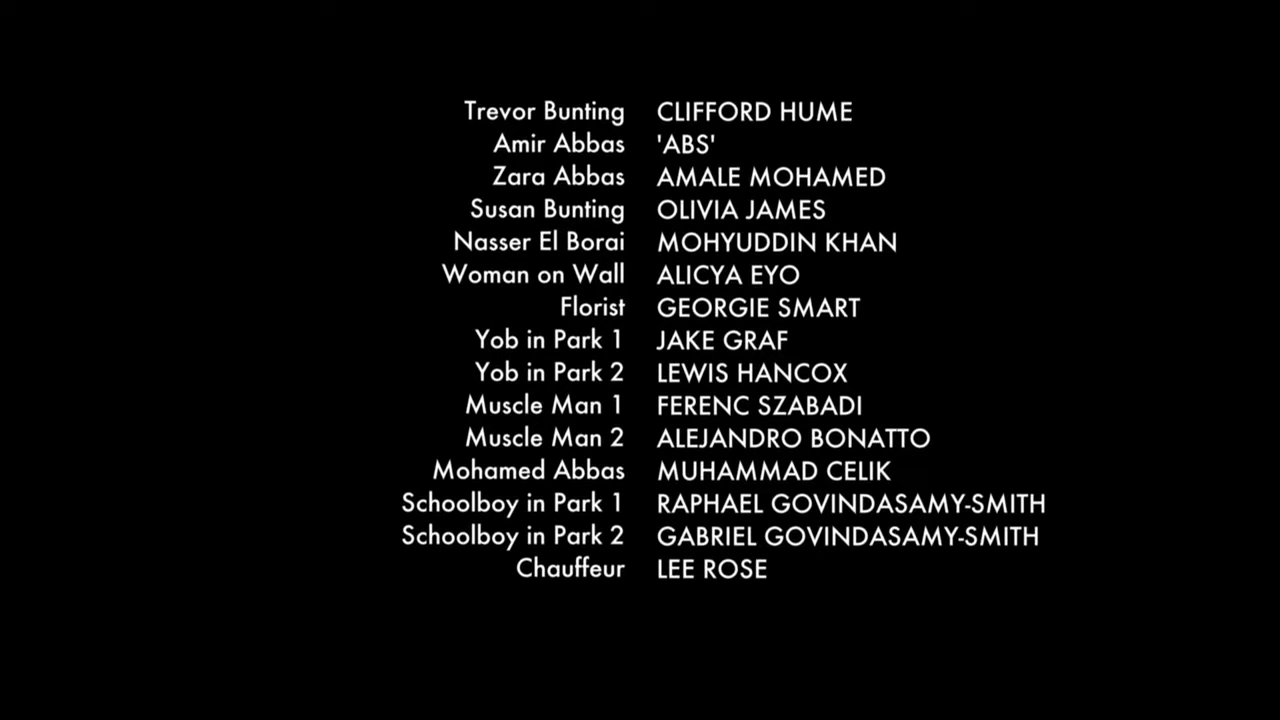 Trevor Bunting CLIFFORD HUME
Amir Abbas 'ABS'
Zara Abbas AMALE MOHAMED
Susan Bunting OLIVIA JAMES
Nasser El Borai MOHYUDDIN KHAN
Woman on Wall ALICYA EYO
Florist GEORGIE SMART
Yob in Park 1 JAKE GRAF
Yob in Park 2 LEWIS HANCOX
Muscle Man 1 FERENC SZABADI
Muscle Man 2 ALEJANDRO BONATTO
Mohamed Abbas MUHAMMAD CELIK
Schoolboy in Park 1 RAPHAEL GOVINDASAMY-SMITH
Schoolboy in Park 2 GABRIEL GOVINDASAMY-SMITH
Chauffeur LEE ROSE